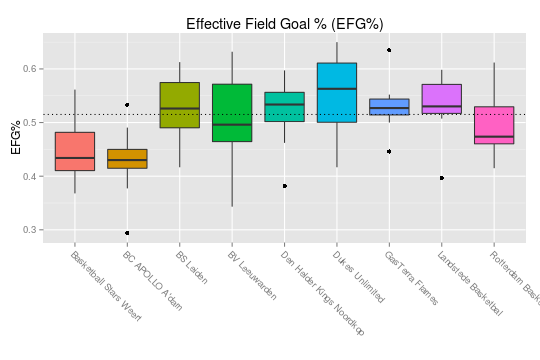 Effective Field Goal % (EFG%)
EFG%
0.6
0.5
0.4
0.3
Basketball Stars Weert
BC APOLLO A'dam
BS Leiden
BV Leeuwarden
Den Helder Kings Noordkop
Dukes Unlimited
GasTerra Flames
Landstede Basketbal
Rotterdam Bask